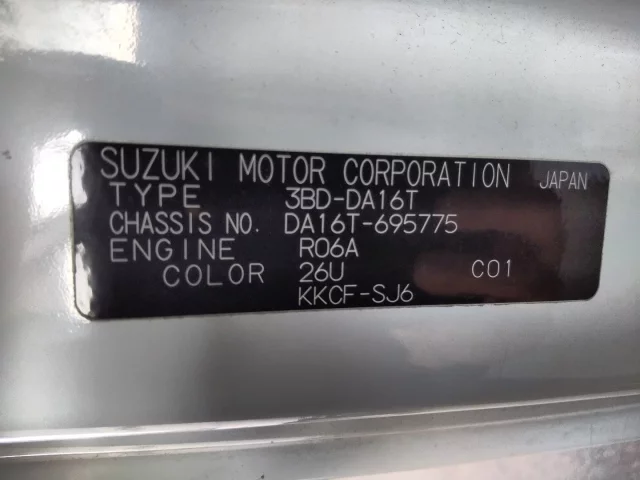 SUZUKI MOTOR CORPORATION JAPAN
TYPE 3BD-DA16T
CHASSIS NO. DA16T-695775
ENGINE R06A
COLOR 26U C01
KKCF-SJ6